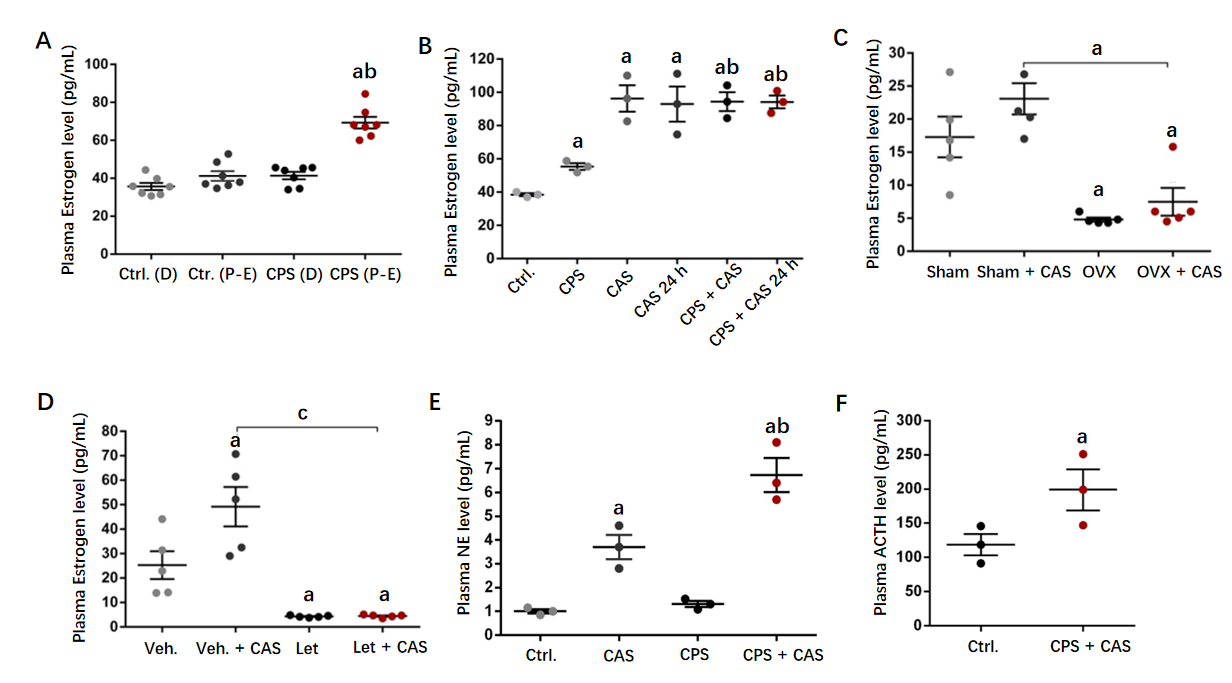 A
Plasma Estrogen level (pg/mL)
100
80
60
40
20
0
ab
Ctrl. (D) Ctr. (P-E) CPS (D) CPS (P-E)
B
Plasma Estrogen level (pg/mL)
120
100
80
60
40
20
0
a a a ab ab
Ctrl. CPS CAS CAS 24 h CPS + CAS CPS + CAS 24 h
C
Plasma Estrogen level (pg/mL)
30
25
20
15
10
5
0
a
a a
Sham Sham + CAS OVX OVX + CAS
D
Plasma Estrogen level (pg/mL)
80
70
60
50
40
30
20
10
0
c
a a a
Veh. Veh. + CAS Let Let + CAS
E
Plasma NE level (pg/mL)
9
8
7
6
5
4
3
2
1
0
a ab
Ctrl. CAS CPS CPS + CAS
F
Plasma ACTH level (pg/mL)
300
250
200
150
100
50
0
a
Ctrl. CPS + CAS